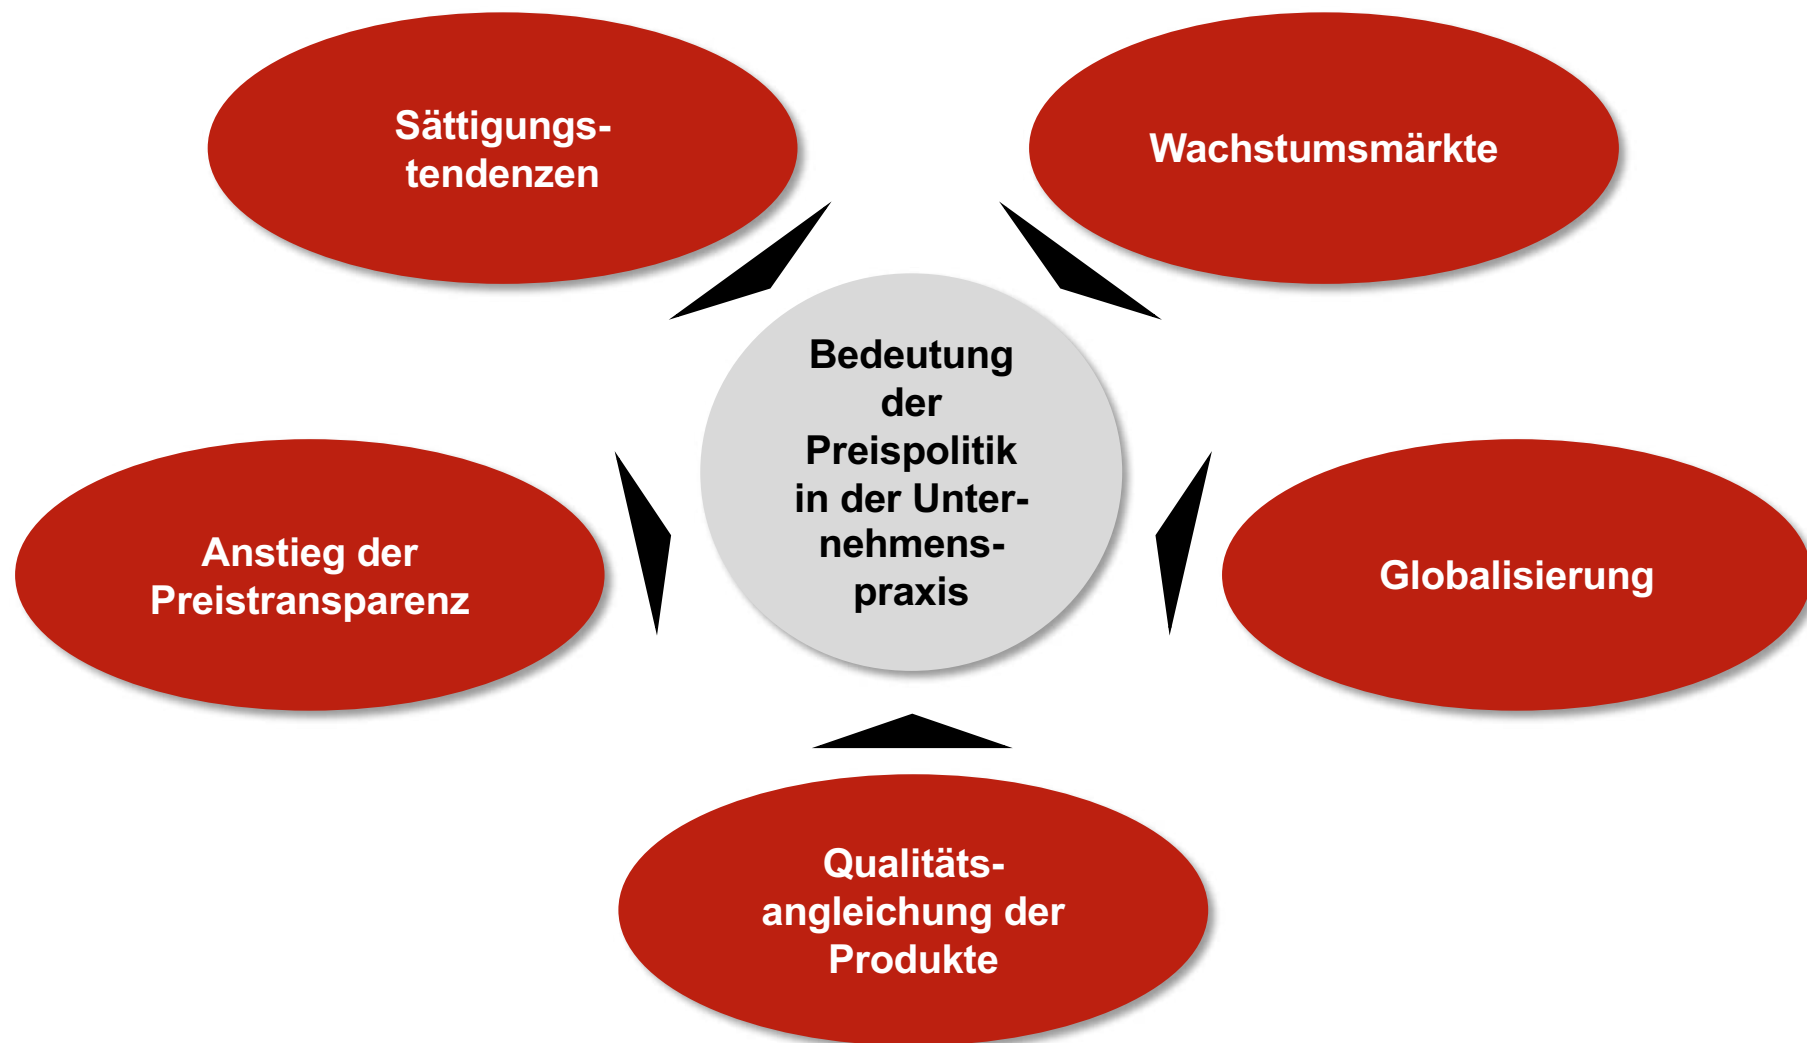 Sättigungs-
tendenzen
Wachstumsmärkte
Bedeutung
der
Preispolitik
in der Unter-
nehmens-
praxis
Anstieg der
Preistransparenz
Globalisierung
Qualitäts-
angleichung der
Produkte